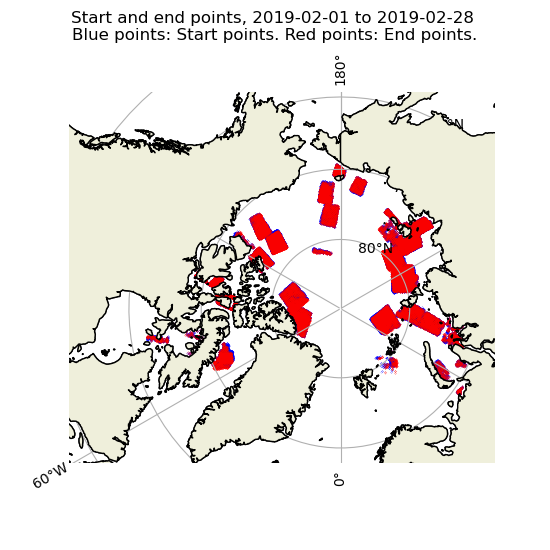 Start and end points, 2019-02-01 to 2019-02-28
Blue points: Start points. Red points: End points.
180°
80°N
60°W
0°